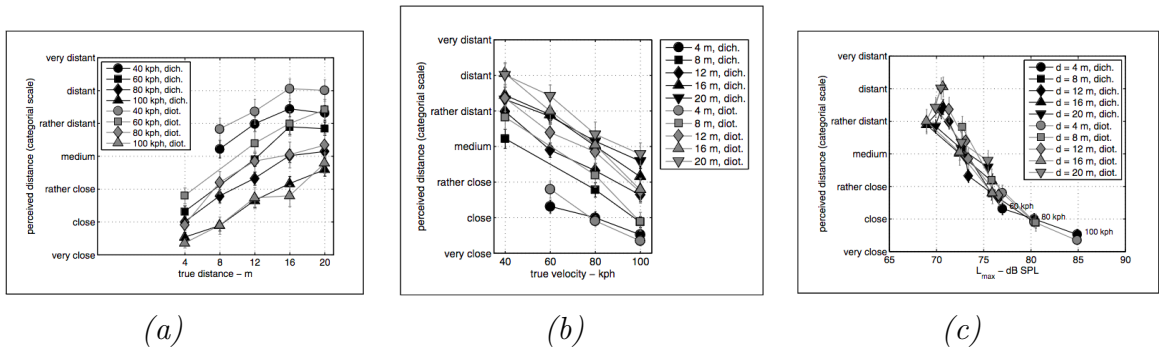 very distant
distant
rather distant
medium
rather close
close
very close
perceived distance (categorial scale)
40 kph, dich.
60 kph, dich.
80 kph, dich.
100 kph, dich.
40 kph, diot.
60 kph, diot.
80 kph, diot.
100 kph, diot.
4 8 12 16 20
true distance – m
(a)
very distant
distant
rather distant
medium
rather close
close
very close
perceived distance (categorial scale)
4 m, dich.
8 m, dich.
12 m, dich.
16 m, dich.
20 m, dich.
4 m, diot.
8 m, diot.
12 m, diot.
16 m, diot.
20 m, diot.
40 60 80 100
true velocity – kph
(b)
very distant
distant
rather distant
medium
rather close
close
very close
perceived distance (categorial scale)
d = 4 m, dich.
d = 8 m, dich.
d = 12 m, dich.
d = 16 m, dich.
d = 20 m, dich.
d = 4 m, diot.
d = 8 m, diot.
d = 12 m, diot.
d = 16 m, diot.
d = 20 m, diot.
60 kph
80 kph
100 kph
65 70 75 80 85 90
Lmax – dB SPL
(c)